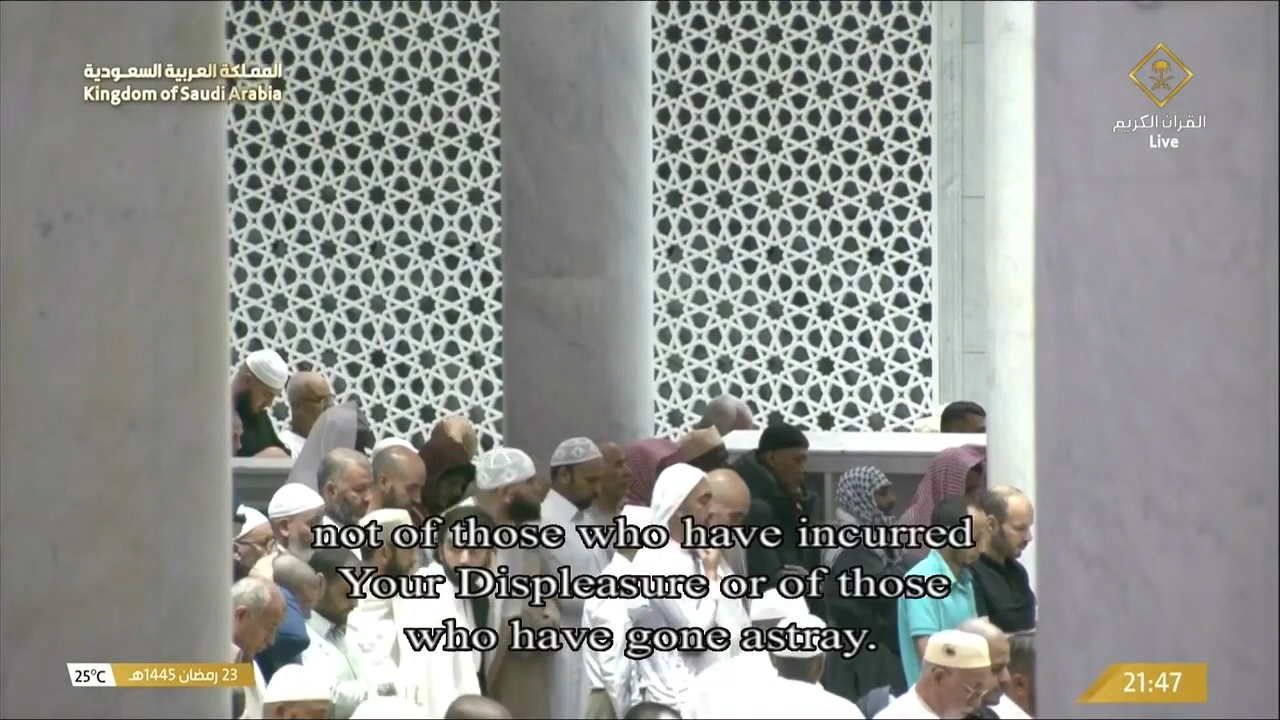 المملكة العربية السعودية
Kingdom of Saudi Arabia
القرآن الكريم
Live
not of those who have incurred
Your Displeasure or of those
who have gone astray.
25°C
23 رمضان 1445هـ
21:47